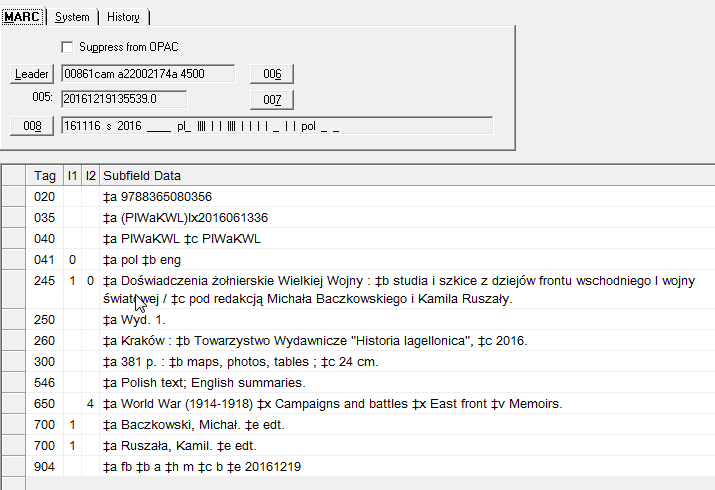 MARC System History
Suppress from OPAC
Leader 00861cam a22002174a 4500 006
005: 20161219135539.0 007
008 161116 s 2016 ____ pl_ |||| | | |||| | | | | _ | | pol _ _
Tag I1 I2 Subfield Data
020 ‡a 9788365080356
035 ‡a (PlWaKWL)lx2016061336
040 ‡a PlWaKWL ‡c PlWaKWL
041 0 ‡a pol ‡b eng
245 1 0 ‡a Doświadczenia żołnierskie Wielkiej Wojny : ‡b studia i szkice z dziejów frontu wschodniego I wojny
światowej / ‡c pod redakcją Michała Baczkowskiego i Kamila Ruszały.
250 ‡a Wyd. 1.
260 ‡a Kraków : ‡b Towarzystwo Wydawnicze "Historia Iagellonica", ‡c 2016.
300 ‡a 381 p. : ‡b maps, photos, tables ; ‡c 24 cm.
546 ‡a Polish text; English summaries.
650 4 ‡a World War (1914-1918) ‡x Campaigns and battles ‡x East front ‡v Memoirs.
700 1 ‡a Baczkowski, Michał. ‡e edt.
700 1 ‡a Ruszała, Kamil. ‡e edt.
904 ‡a fb ‡b a ‡h m ‡c b ‡e 20161219